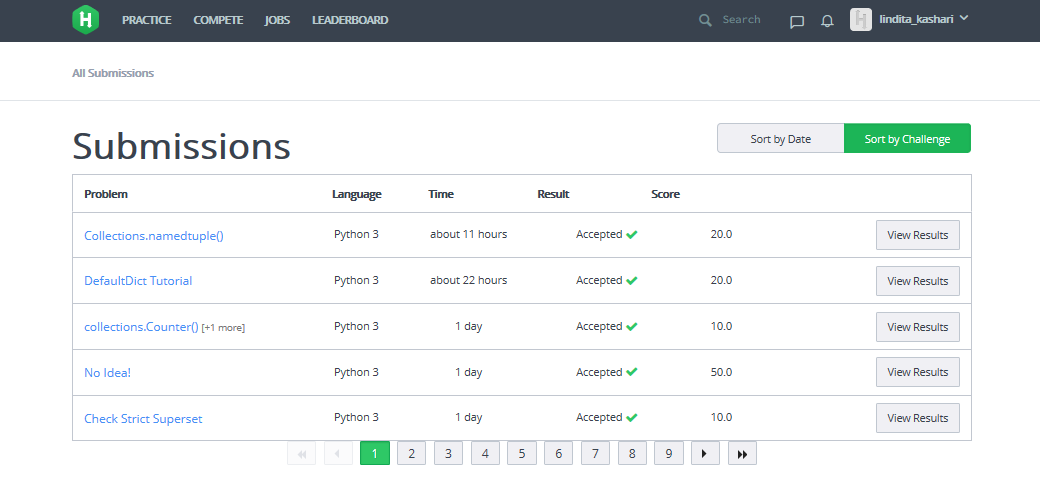 H PRACTICE COMPETE JOBS LEADERBOARD Search H lindita_kashari
All Submissions
Submissions
Sort by Date Sort by Challenge
Problem Language Time Result Score
Collections.namedtuple() Python 3 about 11 hours Accepted 20.0 View Results
DefaultDict Tutorial Python 3 about 22 hours Accepted 20.0 View Results
collections.Counter() [+1 more] Python 3 1 day Accepted 10.0 View Results
No Idea! Python 3 1 day Accepted 50.0 View Results
Check Strict Superset Python 3 1 day Accepted 10.0 View Results
1 2 3 4 5 6 7 8 9